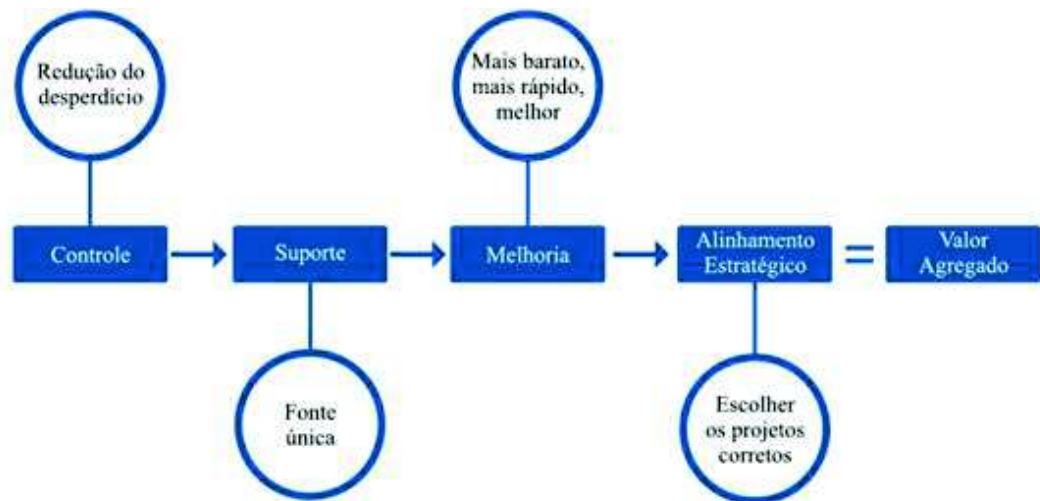 Redução do
desperdício
Mais barato,
mais rápido,
melhor
Controle
Suporte
Melhoria
Alinhamento
Estratégico
=
Valor
Agregado
Fonte
única
Escolher
os projetos
corretos